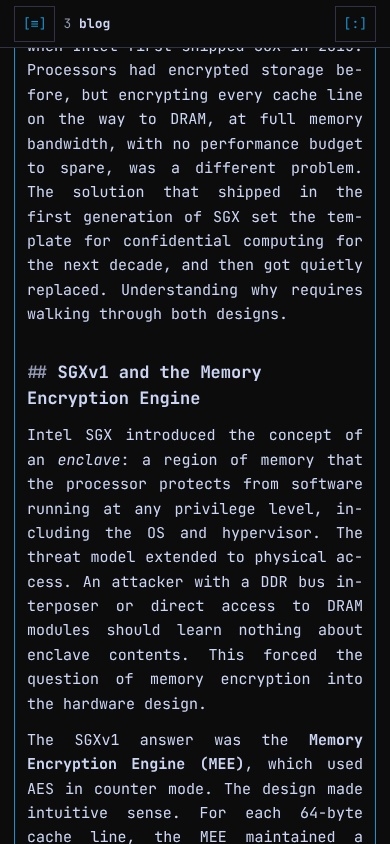 [≡] 3 blog [:]
when Intel first shipped SGX in 2015.
Processors had encrypted storage be-
fore, but encrypting every cache line
on the way to DRAM, at full memory
bandwidth, with no performance budget
to spare, was a different problem.
The solution that shipped in the
first generation of SGX set the tem-
plate for confidential computing for
the next decade, and then got quietly
replaced. Understanding why requires
walking through both designs.
## SGXv1 and the Memory
Encryption Engine
Intel SGX introduced the concept of
an enclave: a region of memory that
the processor protects from software
running at any privilege level, in-
cluding the OS and hypervisor. The
threat model extended to physical ac-
cess. An attacker with a DDR bus in-
terposer or direct access to DRAM
modules should learn nothing about
enclave contents. This forced the
question of memory encryption into
the hardware design.
The SGXv1 answer was the Memory
Encryption Engine (MEE), which used
AES in counter mode. The design made
intuitive sense. For each 64-byte
cache line, the MEE maintained a